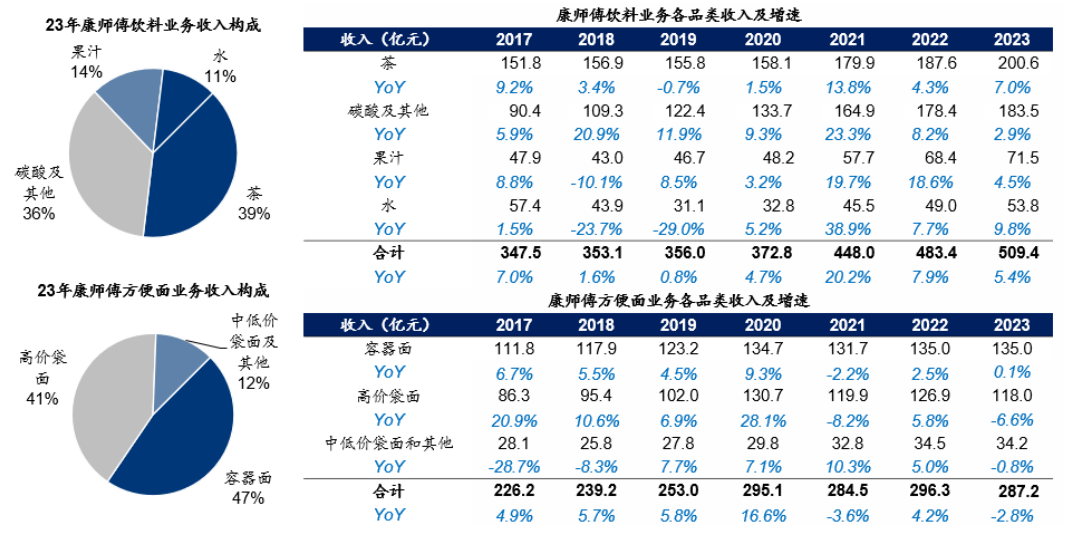 23年康师傅饮料业务收入构成
果汁
14%
水
11%
碳酸及
其他
36%
茶
39%
康师傅饮料业务各品类收入及增速
收入（亿元） 2017 2018 2019 2020 2021 2022 2023
茶 151.8 156.9 155.8 158.1 179.9 187.6 200.6
YoY 9.2% 3.4% -0.7% 1.5% 13.8% 4.3% 7.0%
碳酸及其他 90.4 109.3 122.4 133.7 164.9 178.4 183.5
YoY 5.9% 20.9% 11.9% 9.3% 23.3% 8.2% 2.9%
果汁 47.9 43.0 46.7 48.2 57.7 68.4 71.5
YoY 8.8% -10.1% 8.5% 3.2% 19.7% 18.6% 4.5%
水 57.4 43.9 31.1 32.8 45.5 49.0 53.8
YoY 1.5% -23.7% -29.0% 5.2% 38.9% 7.7% 9.8%
合计 347.5 353.1 356.0 372.8 448.0 483.4 509.4
YoY 7.0% 1.6% 0.8% 4.7% 20.2% 7.9% 5.4%
23年康师傅方便面业务收入构成
高价袋
面
41%
中低价
袋面及
其他
12%
容器面
47%
康师傅方便面业务各品类收入及增速
收入（亿元） 2017 2018 2019 2020 2021 2022 2023
容器面 111.8 117.9 123.2 134.7 131.7 135.0 135.0
YoY 6.7% 5.5% 4.5% 9.3% -2.2% 2.5% 0.1%
高价袋面 86.3 95.4 102.0 130.7 119.9 126.9 118.0
YoY 20.9% 10.6% 6.9% 28.1% -8.2% 5.8% -6.6%
中低价袋面和其他 28.1 25.8 27.8 29.8 32.8 34.5 34.2
YoY -28.7% -8.3% 7.7% 7.1% 10.3% 5.0% -0.8%
合计 226.2 239.2 253.0 295.1 284.5 296.3 287.2
YoY 4.9% 5.7% 5.8% 16.6% -3.6% 4.2% -2.8%